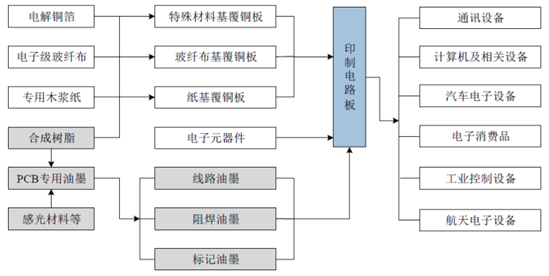 电解铜箔
特殊材料基覆铜板
通讯设备
电子级玻纤布
玻纤布基覆铜板
计算机及相关设备
专用木浆纸
纸基覆铜板
印制电路板
汽车电子设备
合成树脂
电子元器件
电子消费品
PCB专用油墨
线路油墨
工业控制设备
感光材料等
阻焊油墨
航天电子设备
标记油墨